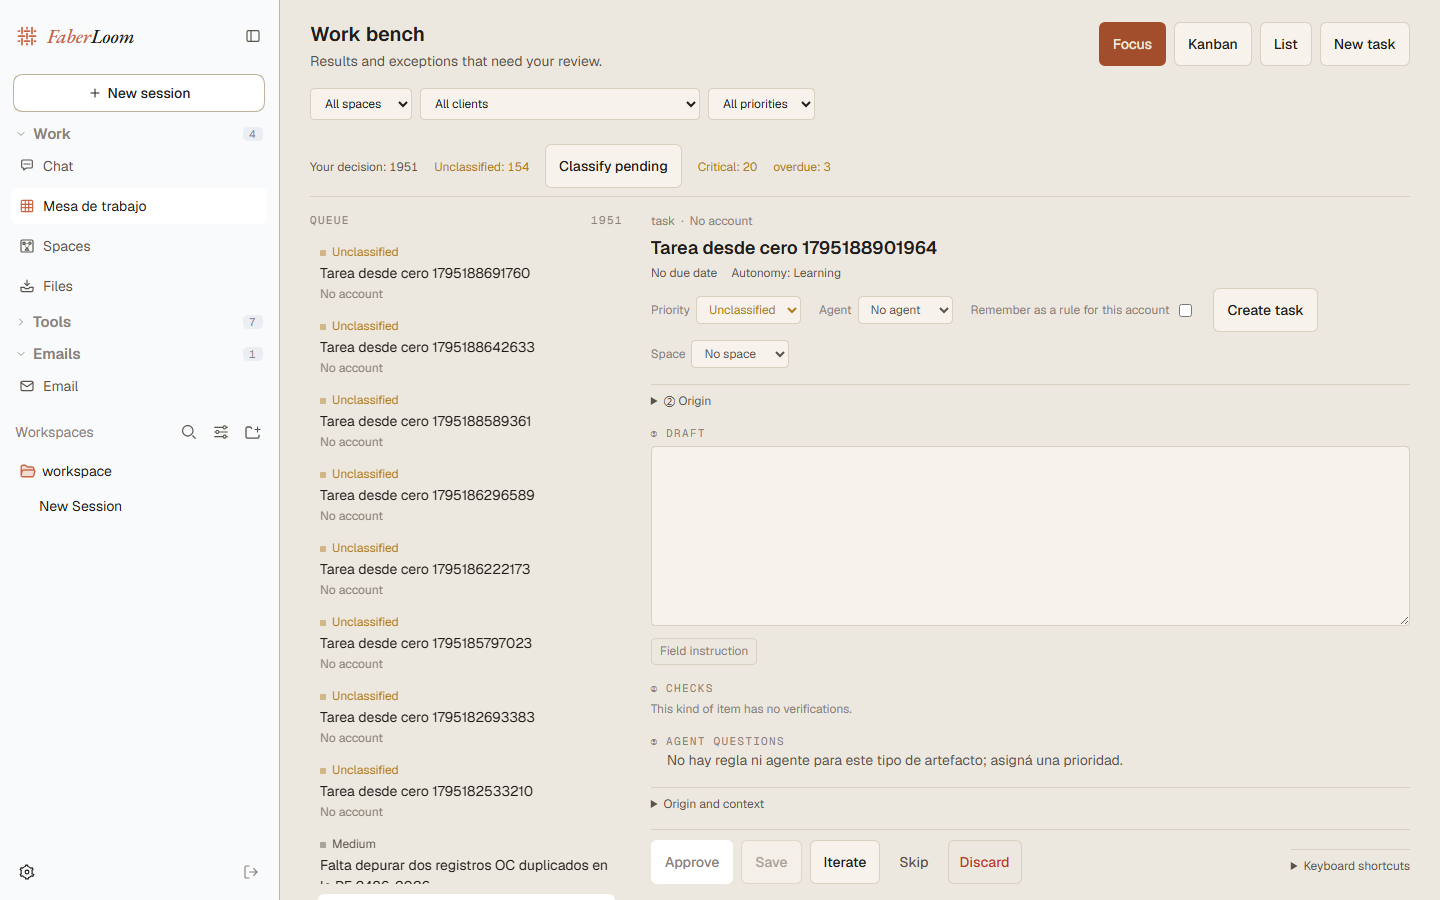 FaberLoom
New session
Work 4
Chat
Mesa de trabajo
Spaces
Files
Tools 7
Emails 1
Email
Workspaces
workspace
New Session
Work bench
Results and exceptions that need your review.
Focus Kanban List New task
All spaces All clients All priorities
Your decision: 1951 Unclassified: 154 Classify pending Critical: 20 overdue: 3
QUEUE 1951
Unclassified
Tarea desde cero 1795188691760
No account
Unclassified
Tarea desde cero 1795188642633
No account
Unclassified
Tarea desde cero 1795188589361
No account
Unclassified
Tarea desde cero 1795186296589
No account
Unclassified
Tarea desde cero 1795186222173
No account
Unclassified
Tarea desde cero 1795185797023
No account
Unclassified
Tarea desde cero 1795182693383
No account
Unclassified
Tarea desde cero 1795182533210
No account
Medium
Falta depurar dos registros OC duplicados en
task · No account
Tarea desde cero 1795188901964
No due date Autonomy: Learning
Priority Unclassified Agent No agent Remember as a rule for this account Create task
Space No space
② Origin
DRAFT
Field instruction
CHECKS
This kind of item has no verifications.
AGENT QUESTIONS
No hay regla ni agente para este tipo de artefacto; asigná una prioridad.
Origin and context
Approve Save Iterate Skip Discard
Keyboard shortcuts